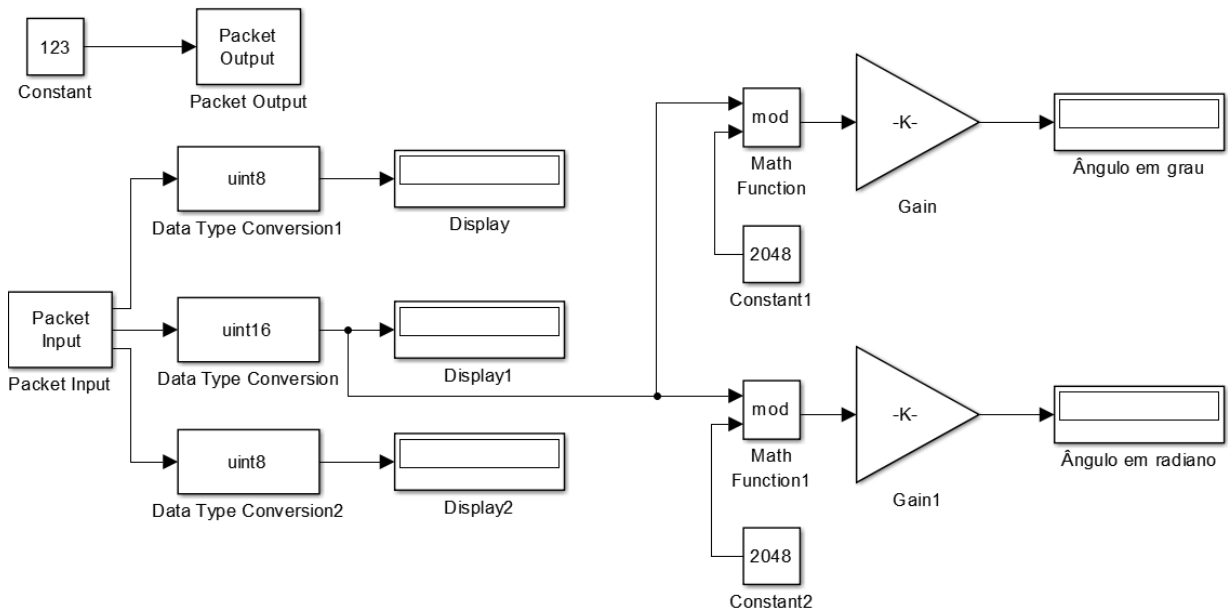 123
Constant
Packet
Output
Packet Output
uint8
Data Type Conversion1
Display
Packet
Input
Packet Input
uint16
Data Type Conversion
Display1
uint8
Data Type Conversion2
Display2
mod
Math
Function
2048
Constant1
-K-
Gain
Ângulo em grau
mod
Math
Function1
2048
Constant2
-K-
Gain1
Ângulo em radiano